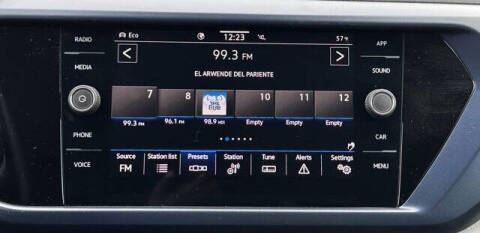 RADIO
MEDIA
PHONE
VOICE
Eco
12:23
57°
99.3 FM
EL ARWENDE DEL PARIENTE
7 8 10 11 12
99.3 FM 96.1 FM 98.9 HD1 Empty Empty Empty
Source Station list Presets Station Tune Alerts Settings
FM
APP
SOUND
CAR
MENU